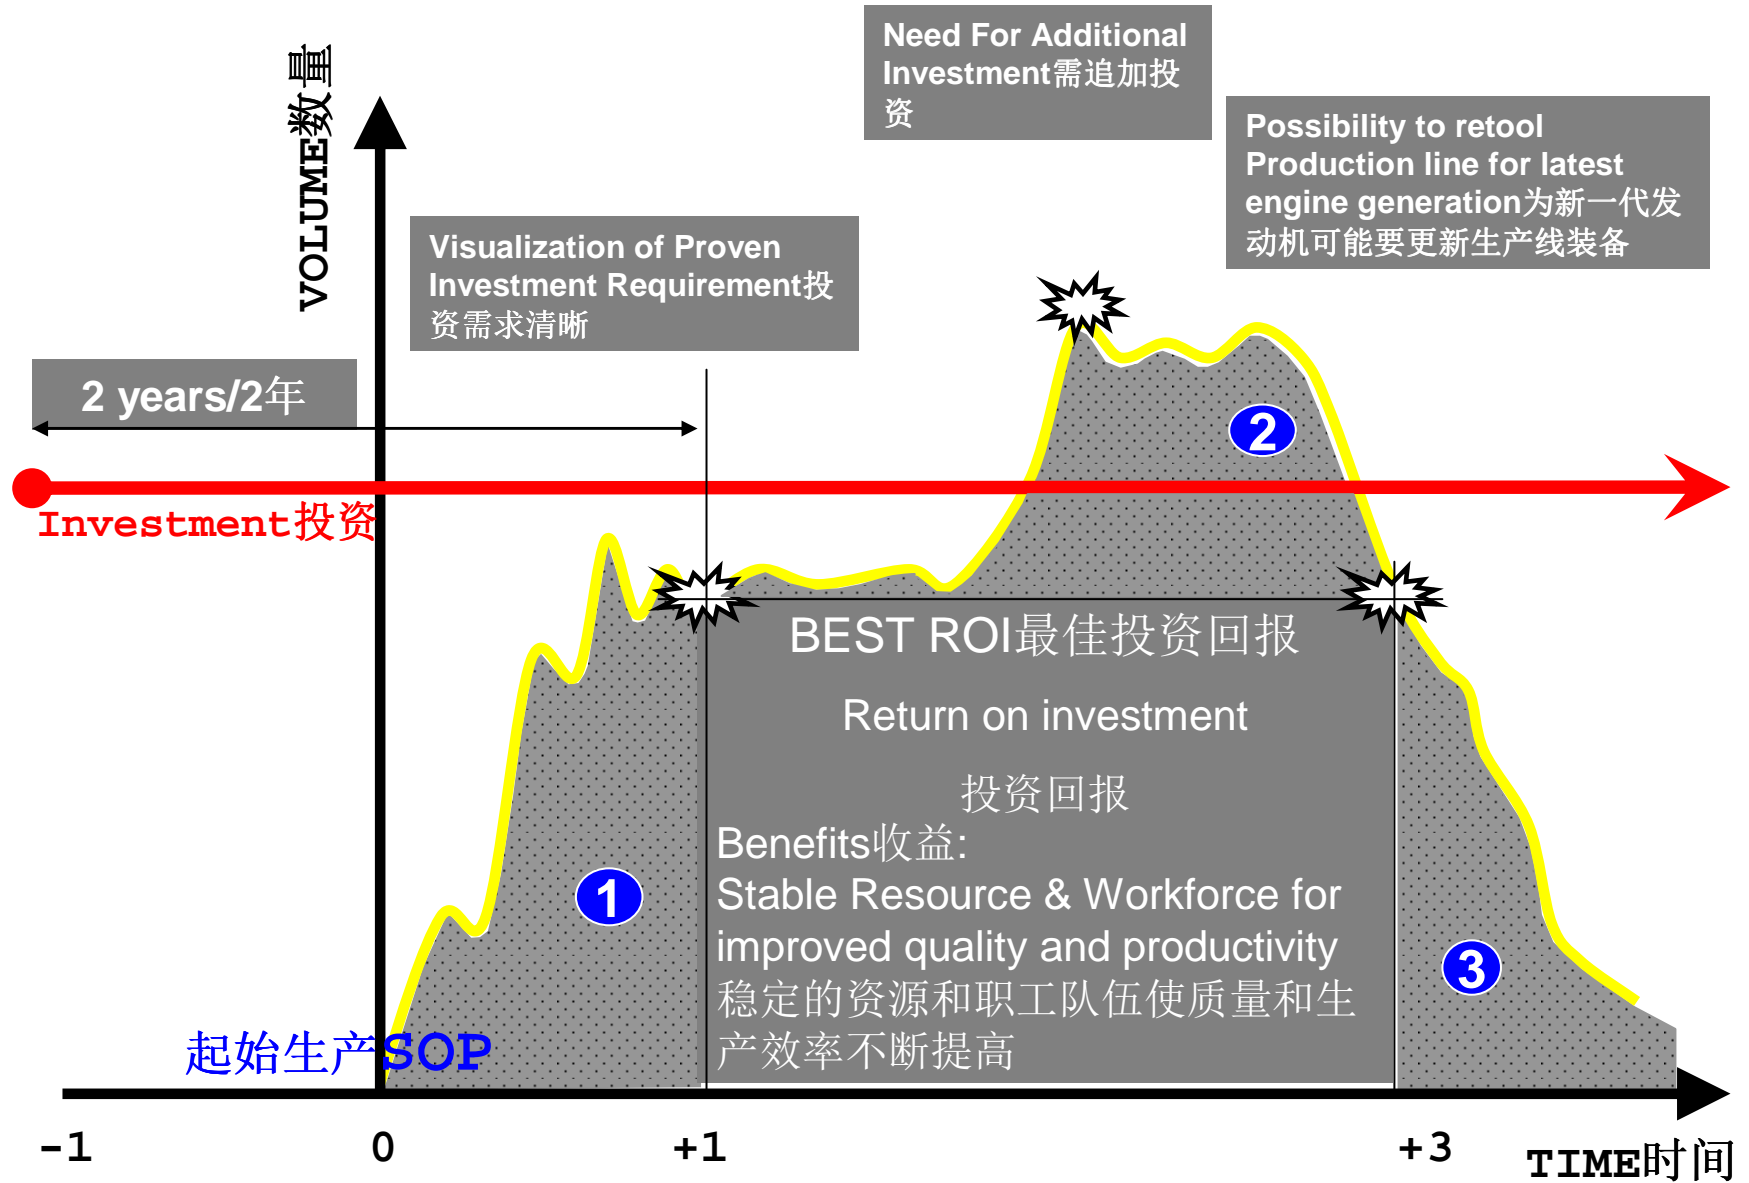 Need For Additional
Investment需追加投
资
VOLUME数量
Possibility to retool
Production line for latest
engine generation为新一代发
动机可能要更新生产线装备
Visualization of Proven
Investment Requirement投
资需求清晰
2 years/2年
2
Investment投资
BEST ROI最佳投资回报
Return on investment
投资回报
Benefits收益:
Stable Resource & Workforce for
improved quality and productivity
稳定的资源和职工队伍使质量和生
产效率不断提高
1
3
起始生产SOP
-1
0
+1
+3
TIME时间